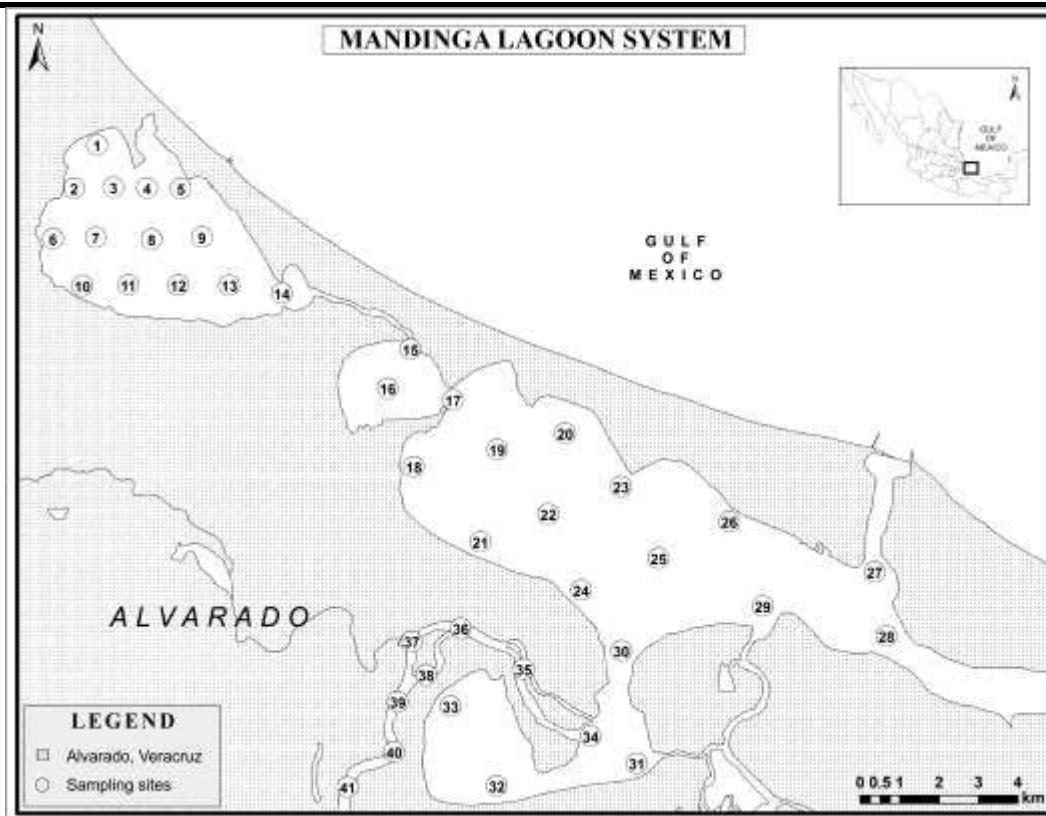 MANDINGA LAGOON SYSTEM
N
N
GULF
OF
MEXICO
1
2 3 4 5
6 7 8 9
10 11 12 13
14
GULF
OF
MEXICO
15
16
17
18
19
20
21
22
23
24
25
26
27
28
29
30
31
32
33
34
35
36
37
38
39
40
41
ALVARADO
LEGEND
Alvarado, Veracruz
Sampling sites
0 0.5 1 2 3 4
km